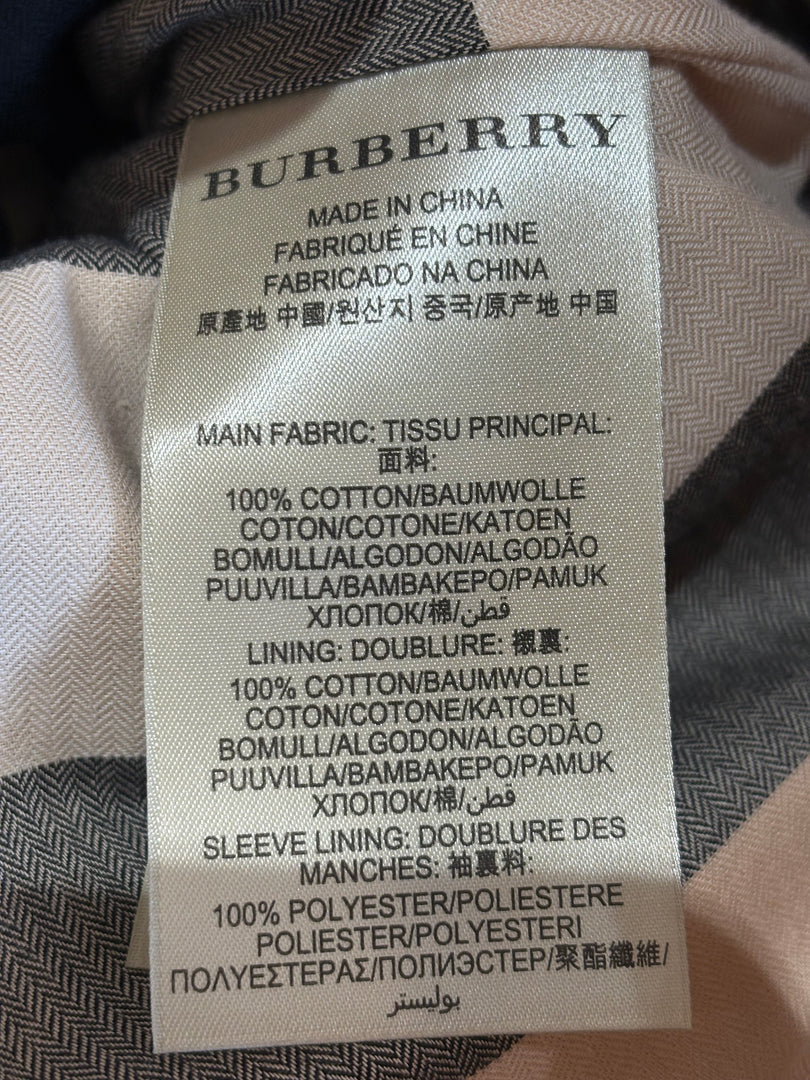 BURBERRY
MADE IN CHINA
FABRIQUÉ EN CHINE
FABRICADO NA CHINA
原產地 中國/원산지 중국/原产地 中国
MAIN FABRIC: TISSU PRINCIPAL:
面料:
100% COTTON/BAUMWOLLE
COTON/COTONE/KATOEN
BOMULL/ALGODON/ALGODÃO
PUUVILLA/BAMBAKEPO/PAMUK
ХЛОПОК/棉/قطن
LINING: DOUBLURE: 襯裏:
100% COTTON/BAUMWOLLE
COTON/COTONE/KATOEN
BOMULL/ALGODON/ALGODÃO
PUUVILLA/BAMBAKEPO/PAMUK
ХЛОПОК/棉/قطن
SLEEVE LINING: DOUBLURE DES
MANCHES: 袖裏料:
100% POLYESTER/POLIESTERE
POLIESTER/POLYESTERI
ΠΟΛΥΕΣΤΕΡΑΣ/ПОЛИЭСТЕР/聚酯纖維/
بوليستر